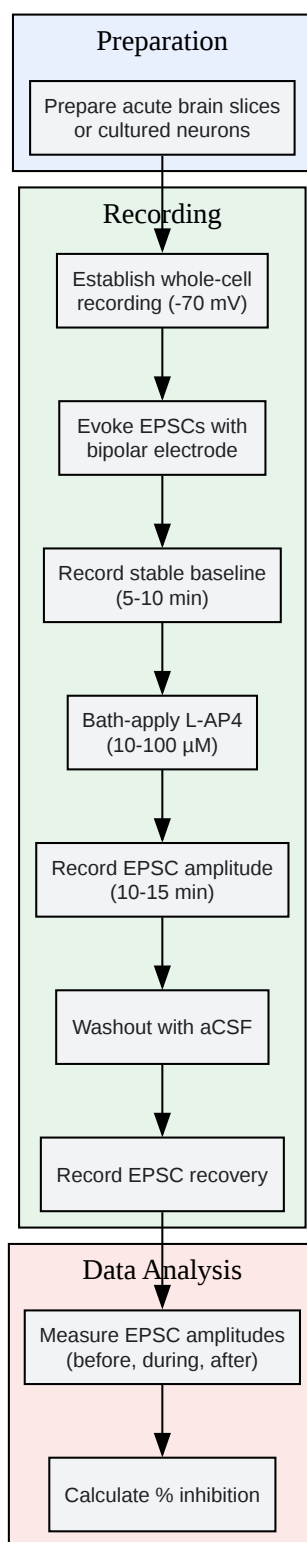 Preparation
Prepare acute brain slices
or cultured neurons
Recording
Establish whole-cell
recording (-70 mV)
Evoke EPSCs with
bipolar electrode
Record stable baseline
(5-10 min)
Bath-apply L-AP4
(10-100 µM)
Record EPSC amplitude
(10-15 min)
Washout with aCSF
Record EPSC recovery
Data Analysis
Measure EPSC amplitudes
(before, during, after)
Calculate % inhibition